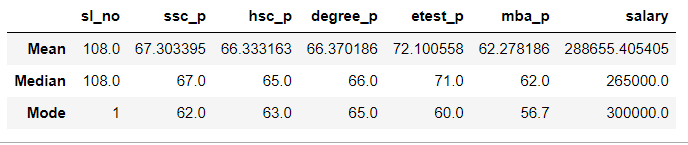 sl_no ssc_p hsc_p degree_p etest_p mba_p salary
Mean 108.0 67.303395 66.333163 66.370186 72.100558 62.278186 288655.405405
Median 108.0 67.0 65.0 66.0 71.0 62.0 265000.0
Mode 1 62.0 63.0 65.0 60.0 56.7 300000.0